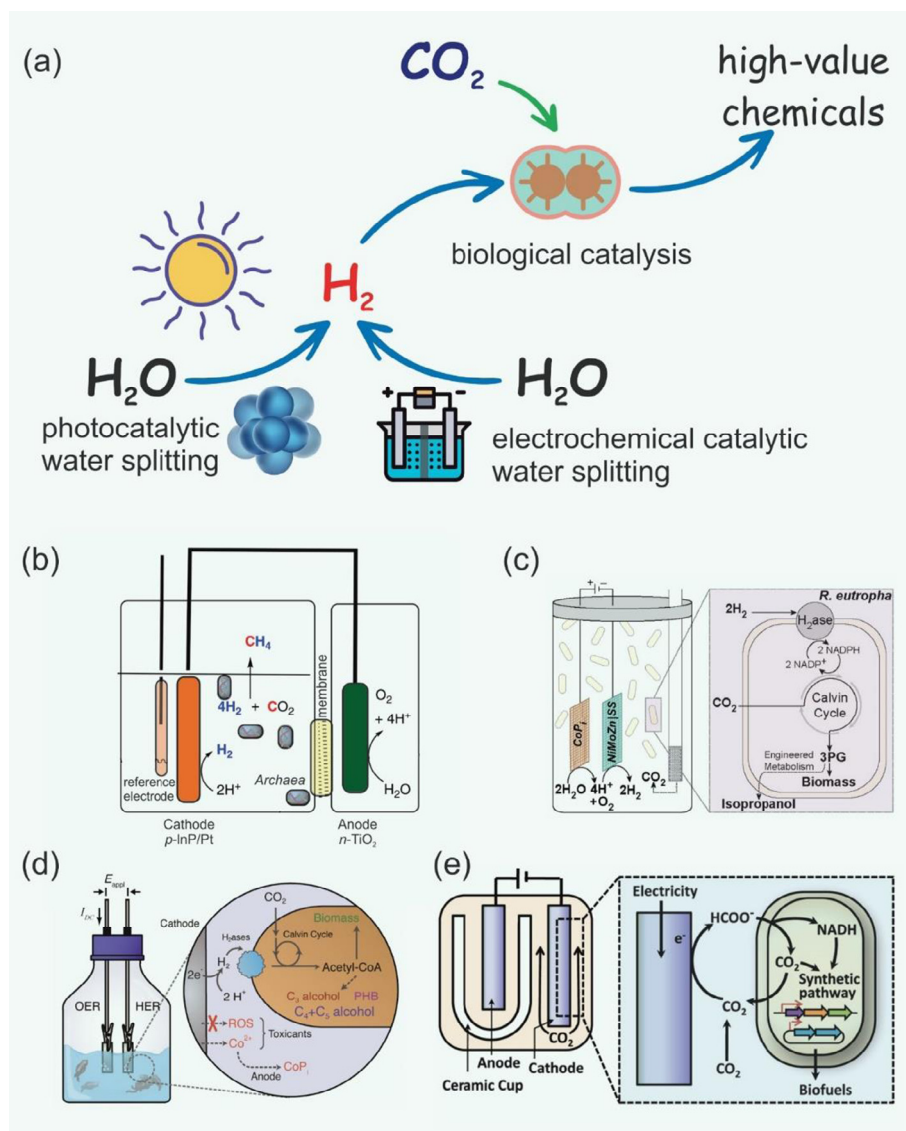 (a)
CO₂
high-value
chemicals
biological catalysis
H₂
H₂O
photocatalytic
water splitting
+
−
H₂O
electrochemical catalytic
water splitting
(b)
CH₄
4H₂ + CO₂
H₂
2H⁺
Archaea
reference
electrode
membrane
O₂
+ 4H⁺
H₂O
Cathode
p-InP/Pt
Anode
n-TiO₂
(c)
+ −
CoPᵢ
NiMoZn|SS
2H₂O 4H⁺ 2H₂
+O₂
CO₂
R. eutropha
2H₂
H₂ase
2 NADPH
2 NADP⁺
CO₂
Calvin
Cycle
Engineered
Metabolism
3PG
Biomass
Isopropanol
(d)
E appl
I DC
OER
HER
Cathode
CO₂
Biomass
H₂ases
Calvin Cycle
2e⁻
H₂
2 H⁺
Acetyl-CoA
C₃ alcohol
PHB
C₄+C₅ alcohol
ROS
Co²⁺
Toxicants
Anode
CoPᵢ
(e)
Anode
Cathode
CO₂
Ceramic Cup
Electricity
e⁻
HCOO⁻
NADH
CO₂
Synthetic
pathway
CO₂
CO₂
Biofuels